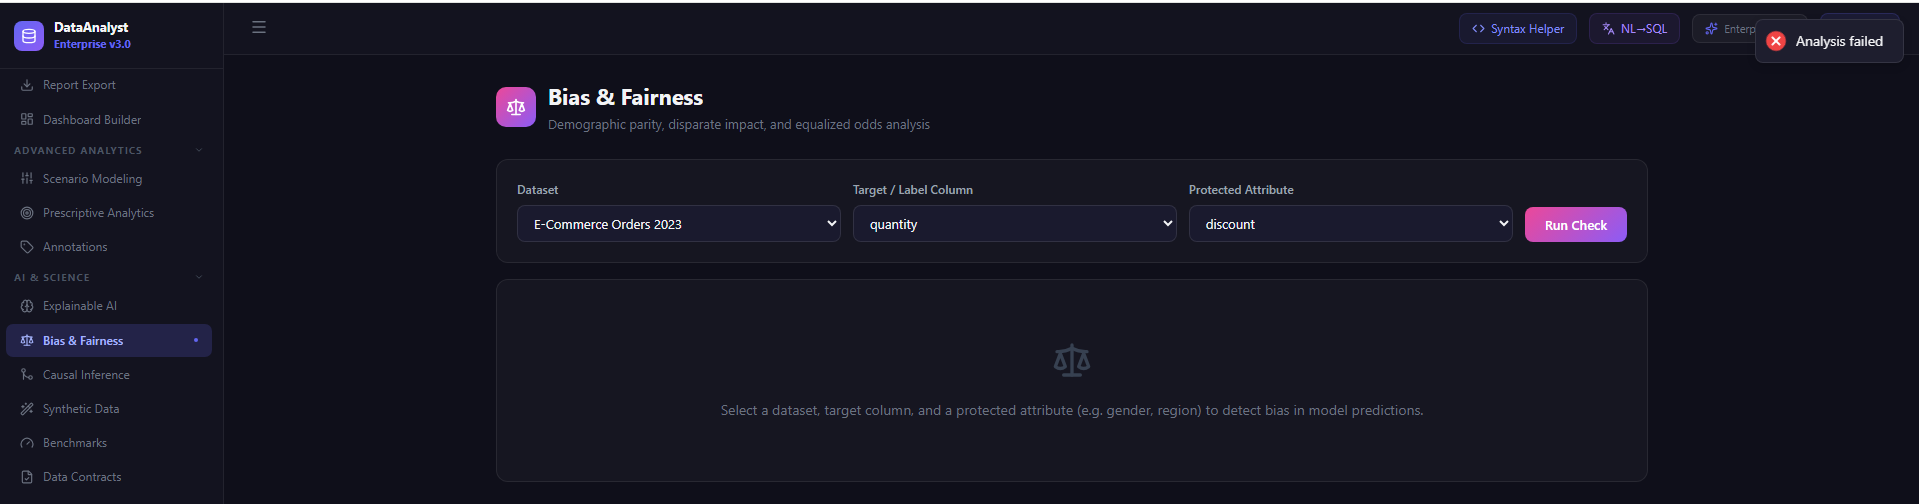 DataAnalyst
Enterprise v3.0
Report Export
Dashboard Builder
ADVANCED ANALYTICS
Scenario Modeling
Prescriptive Analytics
Annotations
AI & SCIENCE
Explainable AI
Bias & Fairness
Causal Inference
Synthetic Data
Benchmarks
Data Contracts
Syntax Helper
NL→SQL
Analysis failed
Bias & Fairness
Demographic parity, disparate impact, and equalized odds analysis
Dataset
Target / Label Column
Protected Attribute
E-Commerce Orders 2023
quantity
discount
Run Check
Select a dataset, target column, and a protected attribute (e.g. gender, region) to detect bias in model predictions.